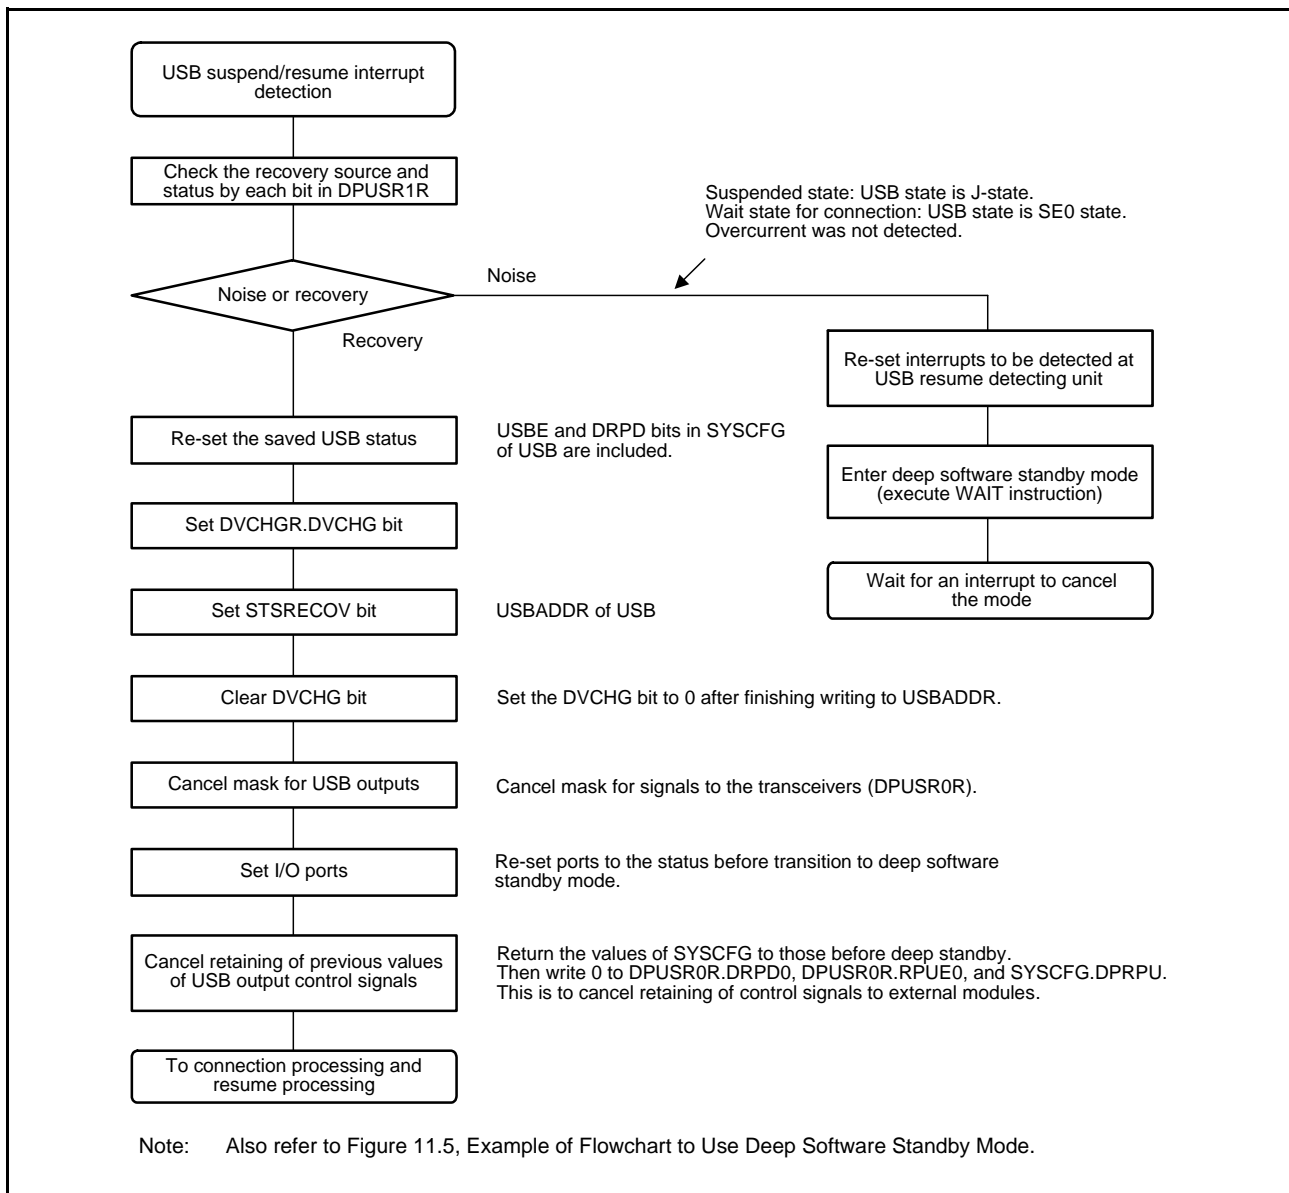 USB suspend/resume interrupt
detection
Check the recovery source and
status by each bit in DPUSR1R
Suspended state: USB state is J-state.
Wait state for connection: USB state is SE0 state.
Overcurrent was not detected.
Noise or recovery
Noise
Recovery
Re-set interrupts to be detected at
USB resume detecting unit
Re-set the saved USB status
USBE and DRPD bits in SYSCFG
of USB are included.
Enter deep software standby mode
(execute WAIT instruction)
Set DVCHGR.DVCHG bit
Wait for an interrupt to cancel
the mode
Set STSRECOV bit
USBADDR of USB
Clear DVCHG bit
Set the DVCHG bit to 0 after finishing writing to USBADDR.
Cancel mask for USB outputs
Cancel mask for signals to the transceivers (DPUSR0R).
Set I/O ports
Re-set ports to the status before transition to deep software
standby mode.
Cancel retaining of previous values
of USB output control signals
Return the values of SYSCFG to those before deep standby.
Then write 0 to DPUSR0R.DRPD0, DPUSR0R.RPUE0, and SYSCFG.DPRPU.
This is to cancel retaining of control signals to external modules.
To connection processing and
resume processing
Note: Also refer to Figure 11.5, Example of Flowchart to Use Deep Software Standby Mode.